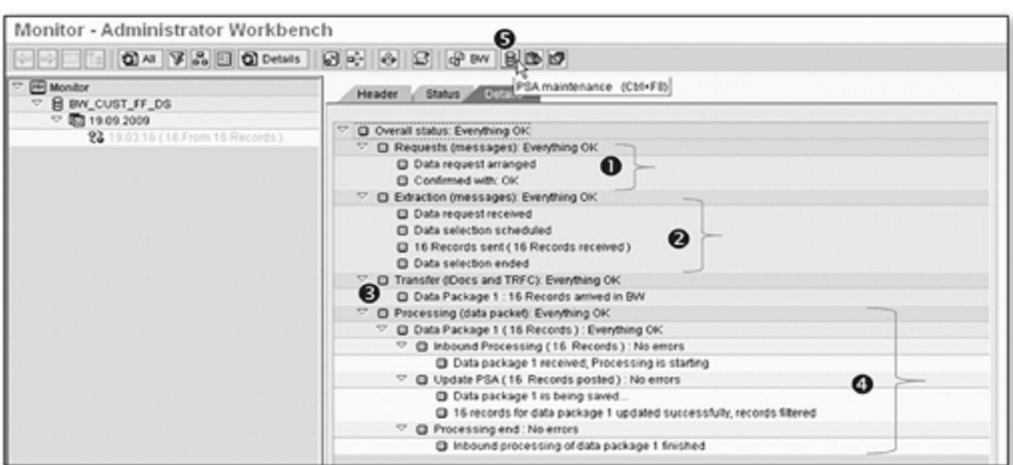 Monitor - Administrator Workbench
❺
All
Details
BW
PSA maintenance (Ctrl+F8)
Monitor
BW_CUST_FF_DS
19.09.2009
19:03:16 ( 16 From 16 Records )
Header
Status
Details
Overall status: Everything OK
Requests (messages): Everything OK
Data request arranged
❶
Confirmed with: OK
Extraction (messages): Everything OK
Data request received
Data selection scheduled
❷
16 Records sent ( 16 Records received )
Data selection ended
Transfer (IDocs and TRFC): Everything OK
❸
Data Package 1 : 16 Records arrived in BW
Processing (data packet): Everything OK
Data Package 1 ( 16 Records ) : Everything OK
Inbound Processing ( 16 Records ) : No errors
Data package 1 received, Processing is starting
Update PSA ( 16 Records posted ) : No errors
❹
Data package 1 is being saved...
16 records for data package 1 updated successfully, records filtered
Processing end : No errors
Inbound processing of data package 1 finished